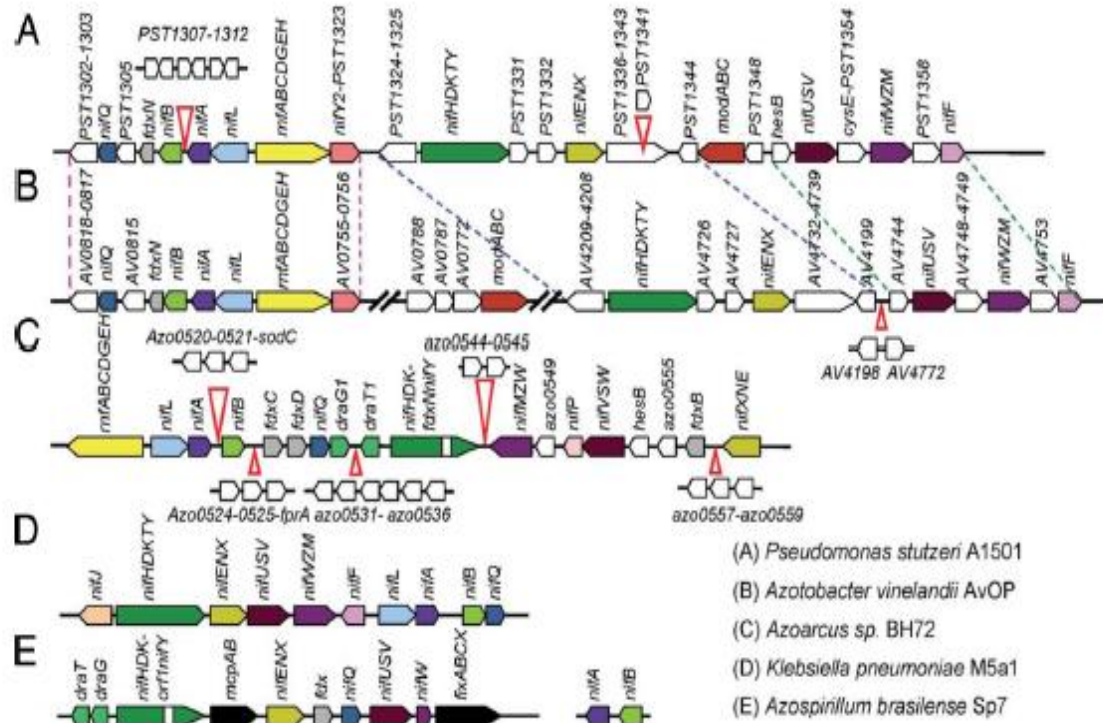 A
PST1307-1312
PST1302-1303
nifQ
PST1305
fdxN
nifB
nifA
nifL
rnfABCDGEH
nifY2-PST1323
PST1324-1325
nifHDKTY
PST1331
PST1332
nifENX
PST1336-1343
PST1341
PST1344
modABC
PST1348
hesB
nifUSV
cysE-PST1354
nifWZM
PST1358
nifF
B
AV0818-0817
nifQ
AV0815
fdxN
nifB
nifA
nifL
rnfABCDGEH
AV0755-0756
AV0788
AV0787
AV0772
modABC
AV4209-4208
nifHDKTY
AV4726
AV4727
nifENX
AV4732-4739
AV4199
AV4744
nifUSV
AV4748-4749
nifWZM
AV4753
nifF
AV4198 AV4772
C
Azo0520-0521-sodC
azo0544-0545
rnfABCDGEH
nifL
nifA
nifB
fdxC
fdxD
nifQ
draG1
draT1
nifHDK-
fdxNnifY
nifMZW
azo0549
nifP
nifVSW
hesB
azo0555
fdxB
nifXNE
Azo0524-0525-fprA azo0531- azo0536
azo0557-azo0559
D
nifJ
nifHDKTY
nifENX
nifUSV
nifWZM
nifF
nifL
nifA
nifB
nifQ
E
draT
draG
nifHDK-
orf1nifY
mcpAB
nifENX
fdx
nifQ
nifUSV
nifW
fixABCX
nifA
nifB
(A) Pseudomonas stutzeri A1501
(B) Azotobacter vinelandii AvOP
(C) Azoarcus sp. BH72
(D) Klebsiella pneumoniae M5a1
(E) Azospirillum brasilense Sp7